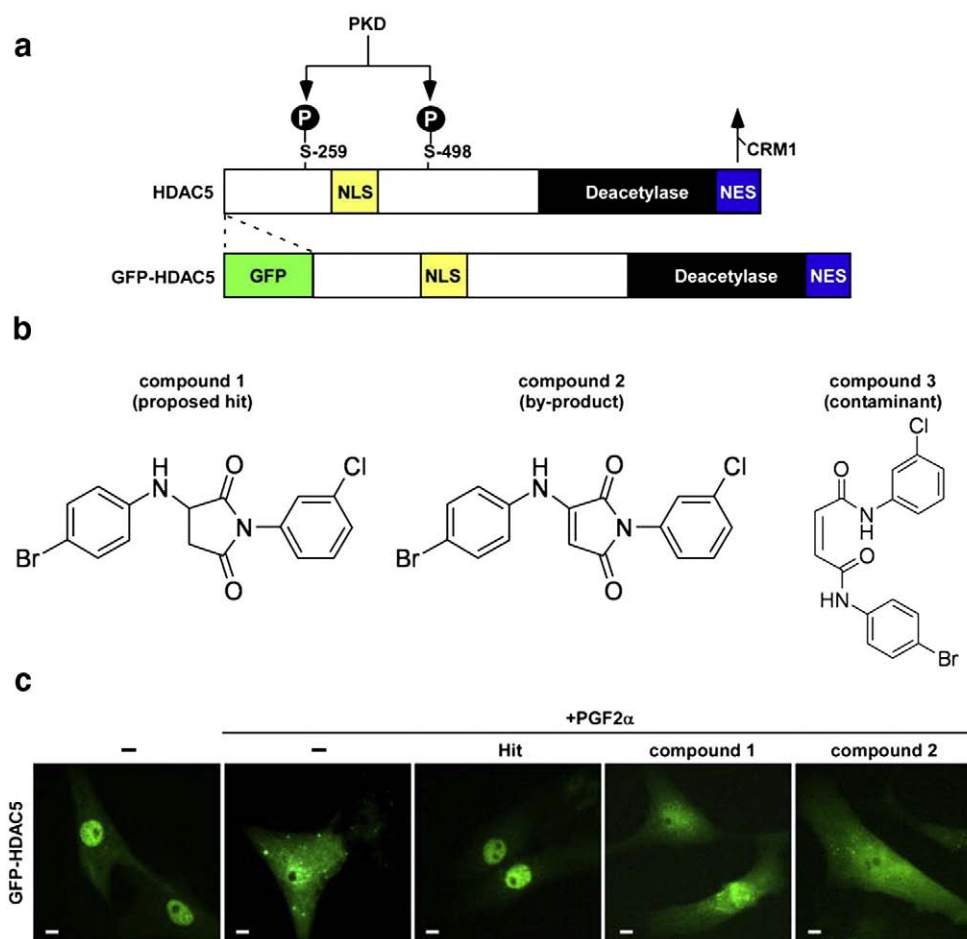 a
PKD
P
P
S-259
S-498
CRM1
HDAC5
NLS
Deacetylase
NES
GFP-HDAC5
GFP
NLS
Deacetylase
NES
b
compound 1
(proposed hit)
compound 2
(by-product)
compound 3
(contaminant)
H
N
O
Cl
N
Br
O
H
N
O
Cl
N
Br
O
Cl
O
N
H
O
HN
Br
c
+PGF2α
–
–
Hit
compound 1
compound 2
GFP-HDAC5